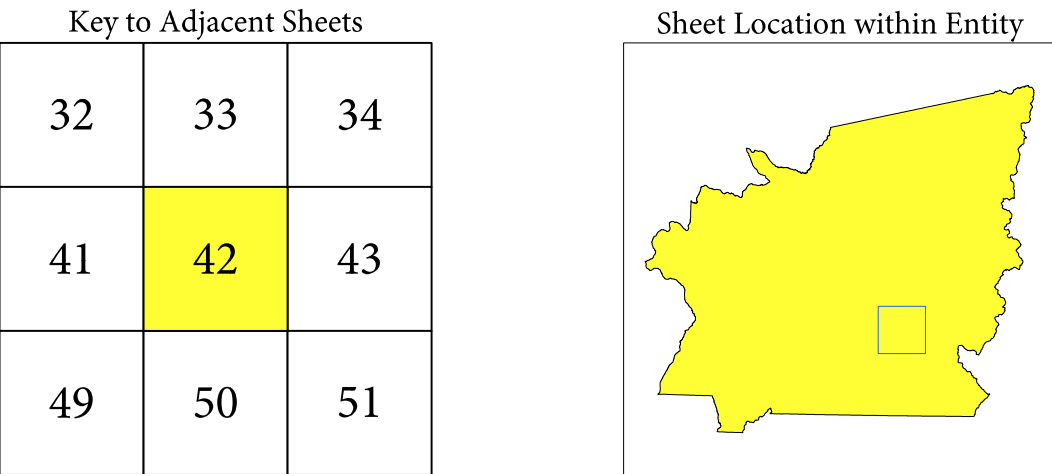 Key to Adjacent Sheets
32 33 34
41 42 43
49 50 51
Sheet Location within Entity